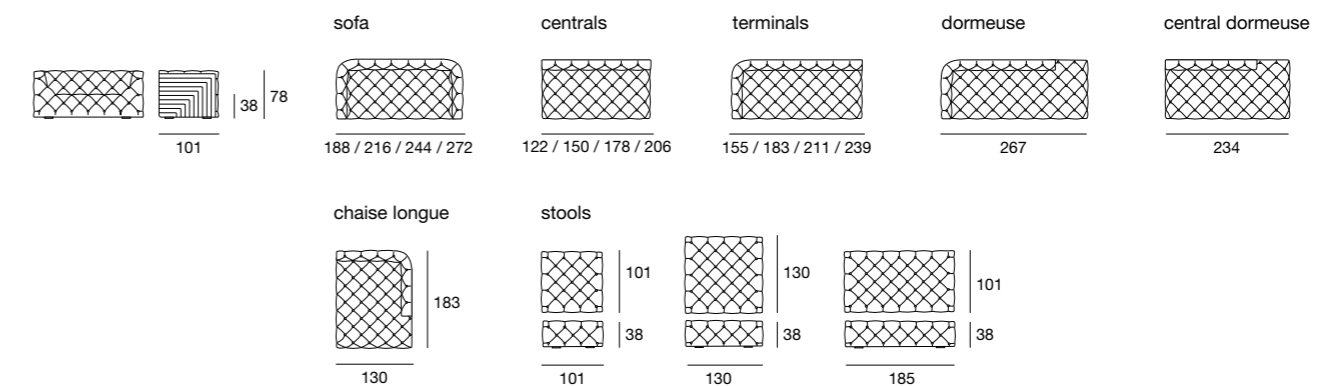 sofa
centrals
terminals
dormeuse
central dormeuse
38
78
101
188 / 216 / 244 / 272
122 / 150 / 178 / 206
155 / 183 / 211 / 239
267
234
chaise longue
stools
183
130
101
38
101
130
38
130
101
38
185